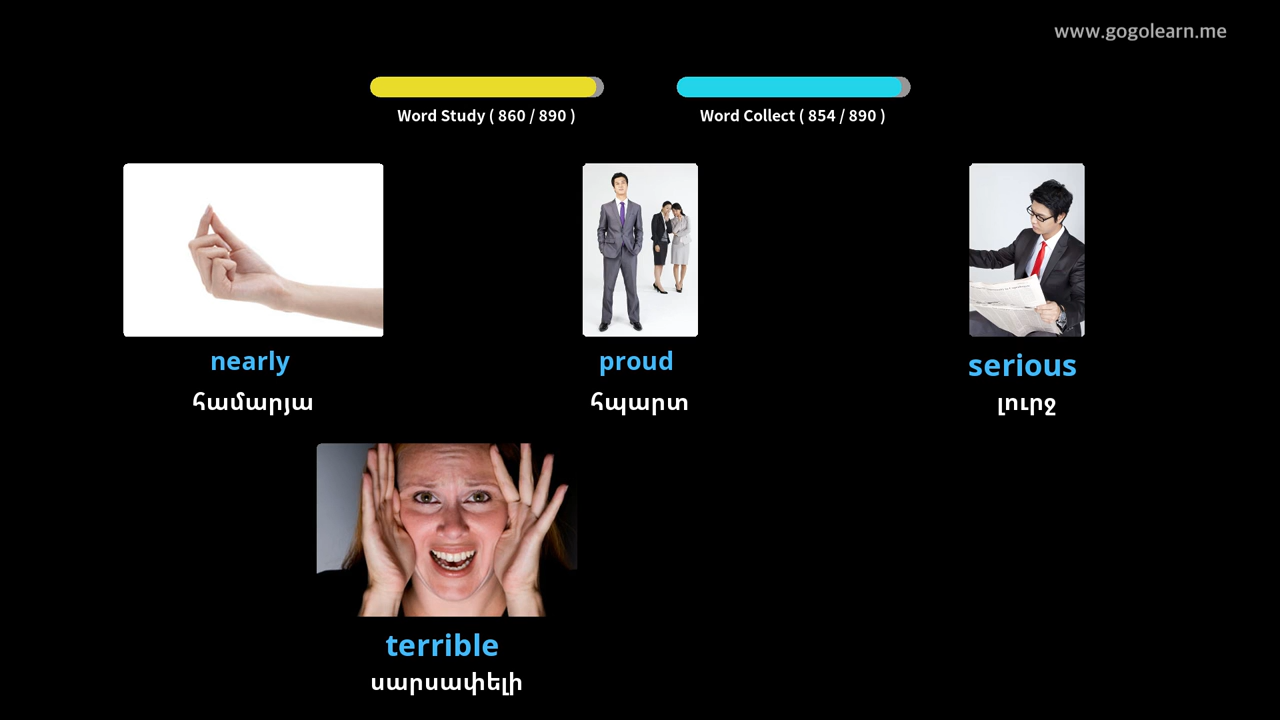 www.gogolearn.me
Word Study ( 860 / 890 )
Word Collect ( 854 / 890 )
nearly
proud
serious
համարյա
հպարտ
լուրջ
terrible
սարսափելի